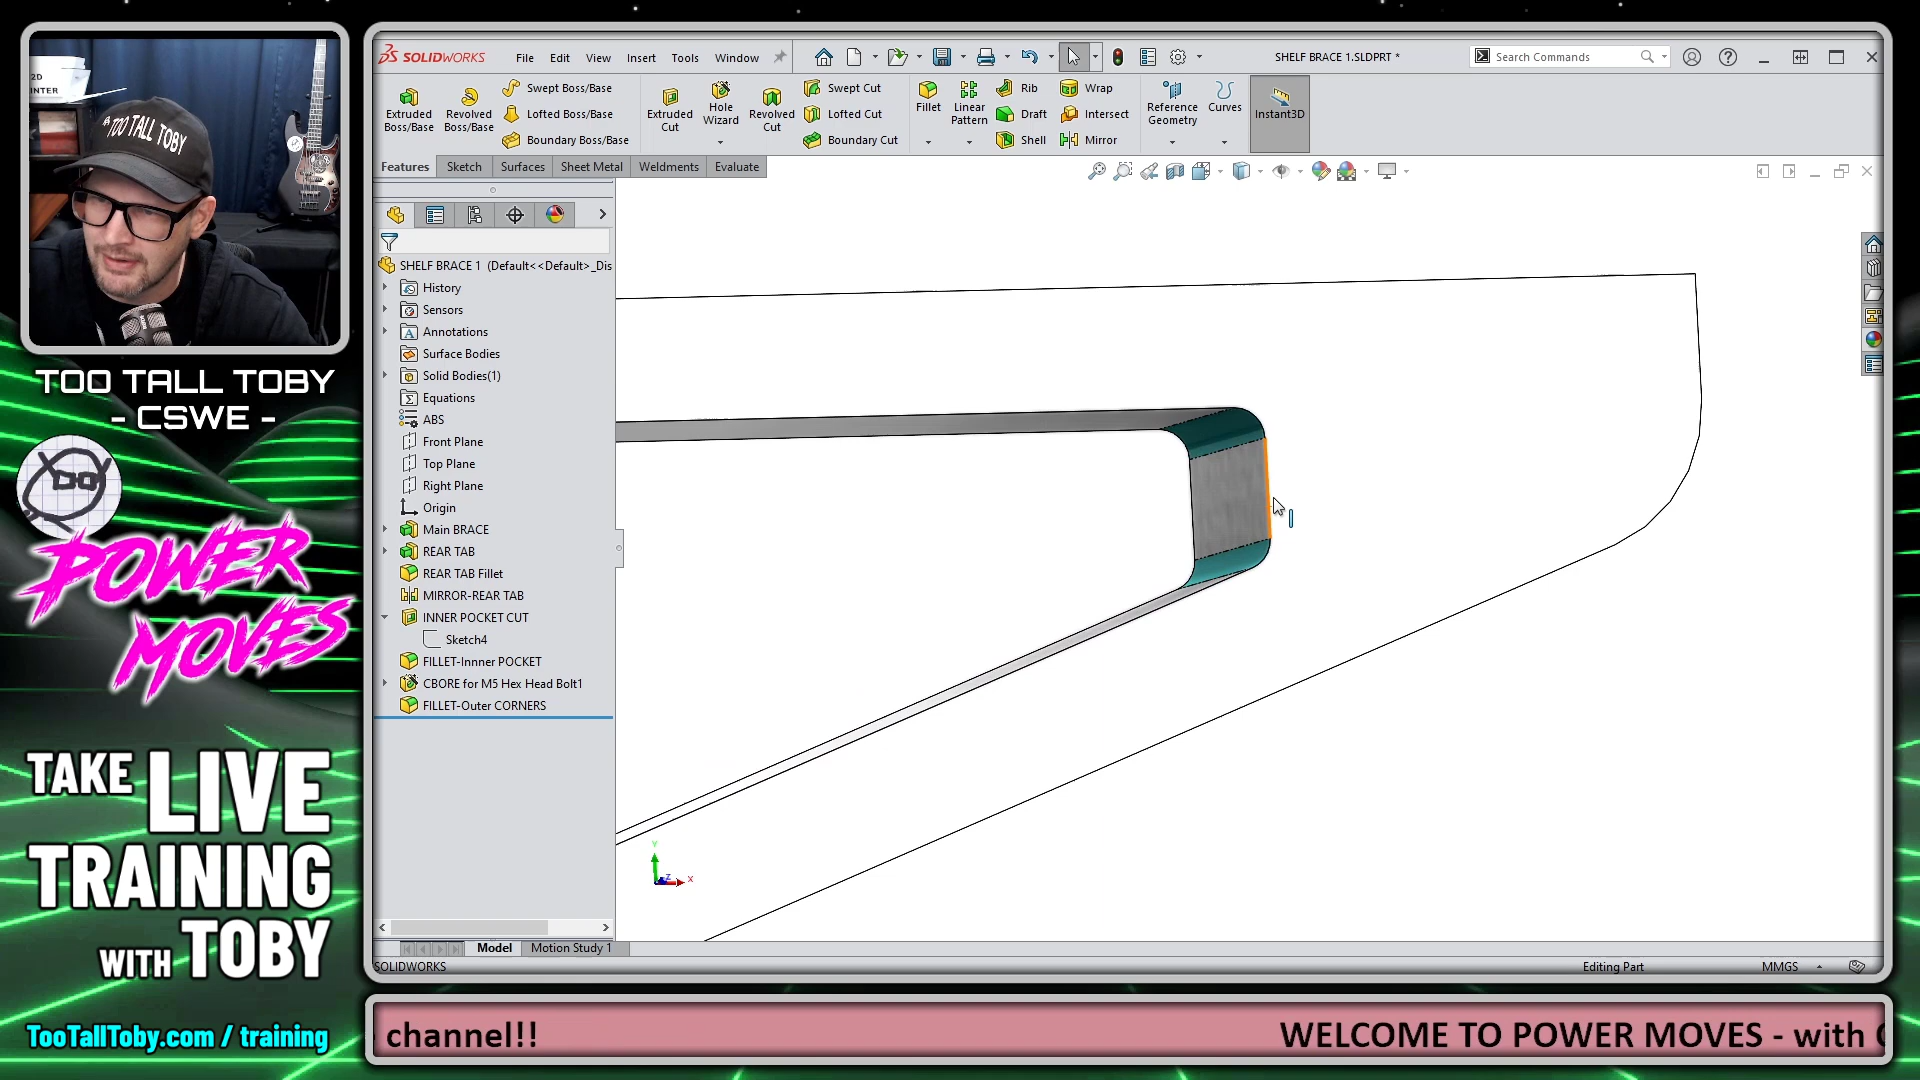 2D
INTER
"TOO TALL TOBY
TOO TALL TOBY
- CSWE -
POWER
MOVES
TAKE LIVE
TRAINING
WITH TOBY
TooTallToby.com / training
SOLIDWORKS
File Edit View Insert Tools Window
SHELF BRACE 1.SLDPRT *
Search Commands
Extruded Boss/Base
Revolved Boss/Base
Swept Boss/Base
Lofted Boss/Base
Boundary Boss/Base
Extruded Cut
Hole Wizard
Revolved Cut
Swept Cut
Lofted Cut
Boundary Cut
Fillet
Linear Pattern
Rib
Draft
Shell
Wrap
Intersect
Mirror
Reference Geometry
Curves
Instant3D
Features Sketch Surfaces Sheet Metal Weldments Evaluate
SHELF BRACE 1 (Default<<Default>_Dis
History
Sensors
Annotations
Surface Bodies
Solid Bodies(1)
Equations
ABS
Front Plane
Top Plane
Right Plane
Origin
Main BRACE
REAR TAB
REAR TAB Fillet
MIRROR-REAR TAB
INNER POCKET CUT
Sketch4
FILLET-Innner POCKET
CBORE for M5 Hex Head Bolt1
FILLET-Outer CORNERS
Y
Z
X
Model Motion Study 1
SOLIDWORKS
Editing Part
MMGS
channel!! WELCOME TO POWER MOVES - with